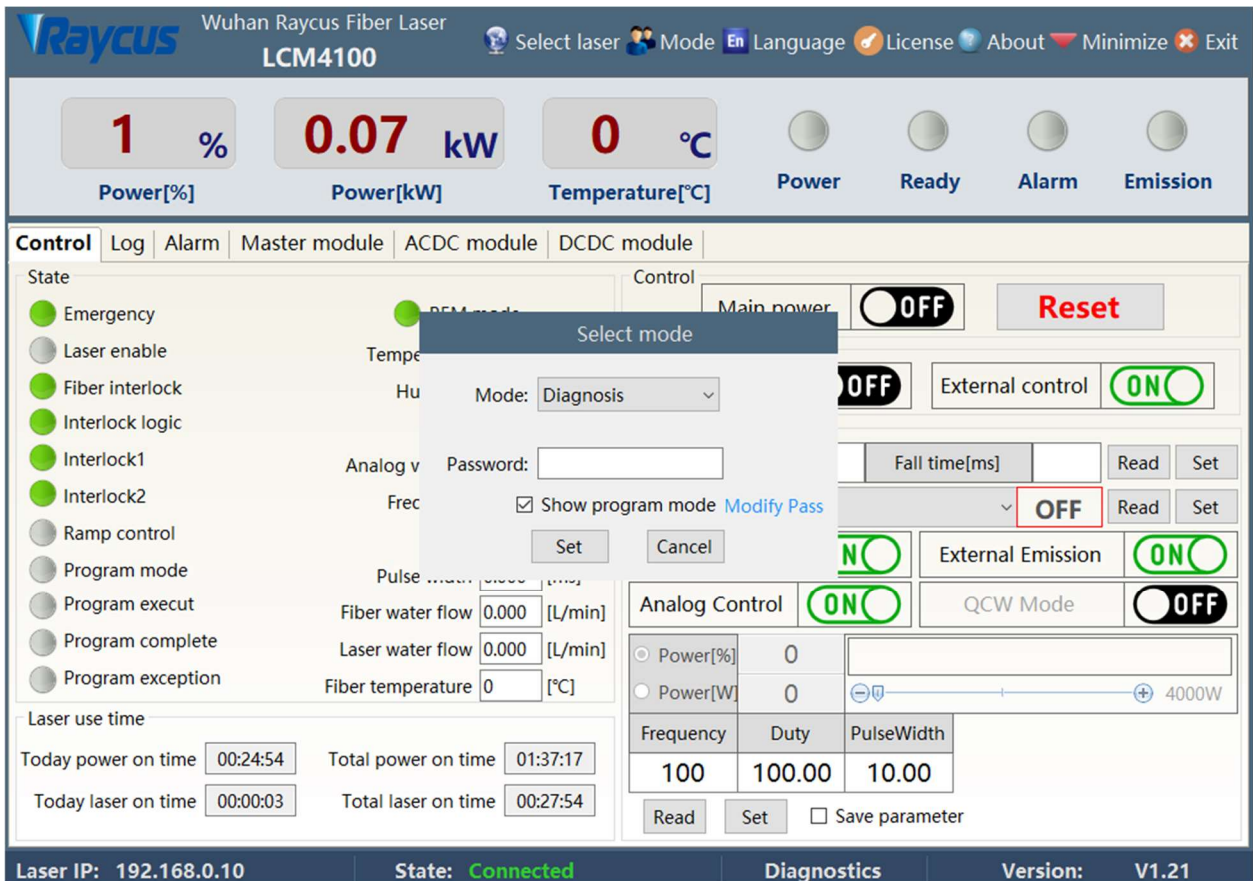 Raycus
Wuhan Raycus Fiber Laser
LCM4100
Select laser Mode En Language License About Minimize Exit
1 % 0.07 kW 0 ℃
Power[%] Power[kW] Temperature[℃] Power Ready Alarm Emission
Control Log Alarm Master module ACDC module DCDC module
State
Emergency
Laser enable Tempe
Fiber interlock Hu
Interlock logic
Interlock1 Analog
Interlock2 Freq
Ramp control
Program mode Pulse width 0.000 [ms]
Program execut Fiber water flow 0.000 [L/min]
Program complete Laser water flow 0.000 [L/min]
Program exception Fiber temperature 0 [℃]
Laser use time
Today power on time 00:24:54 Total power on time 01:37:17
Today laser on time 00:00:03 Total laser on time 00:27:54
Select mode
Mode: Diagnosis
Password:
Show program mode Modify Pass
Set Cancel
Control
Main power OFF Reset
OFF External control ON
Fall time[ms] Read Set
OFF Read Set
N External Emission ON
Analog Control ON QCW Mode OFF
Power[%] 0
Power[W] 0 4000W
Frequency Duty PulseWidth
100 100.00 10.00
Read Set Save parameter
Laser IP: 192.168.0.10 State: Connected Diagnostics Version: V1.21